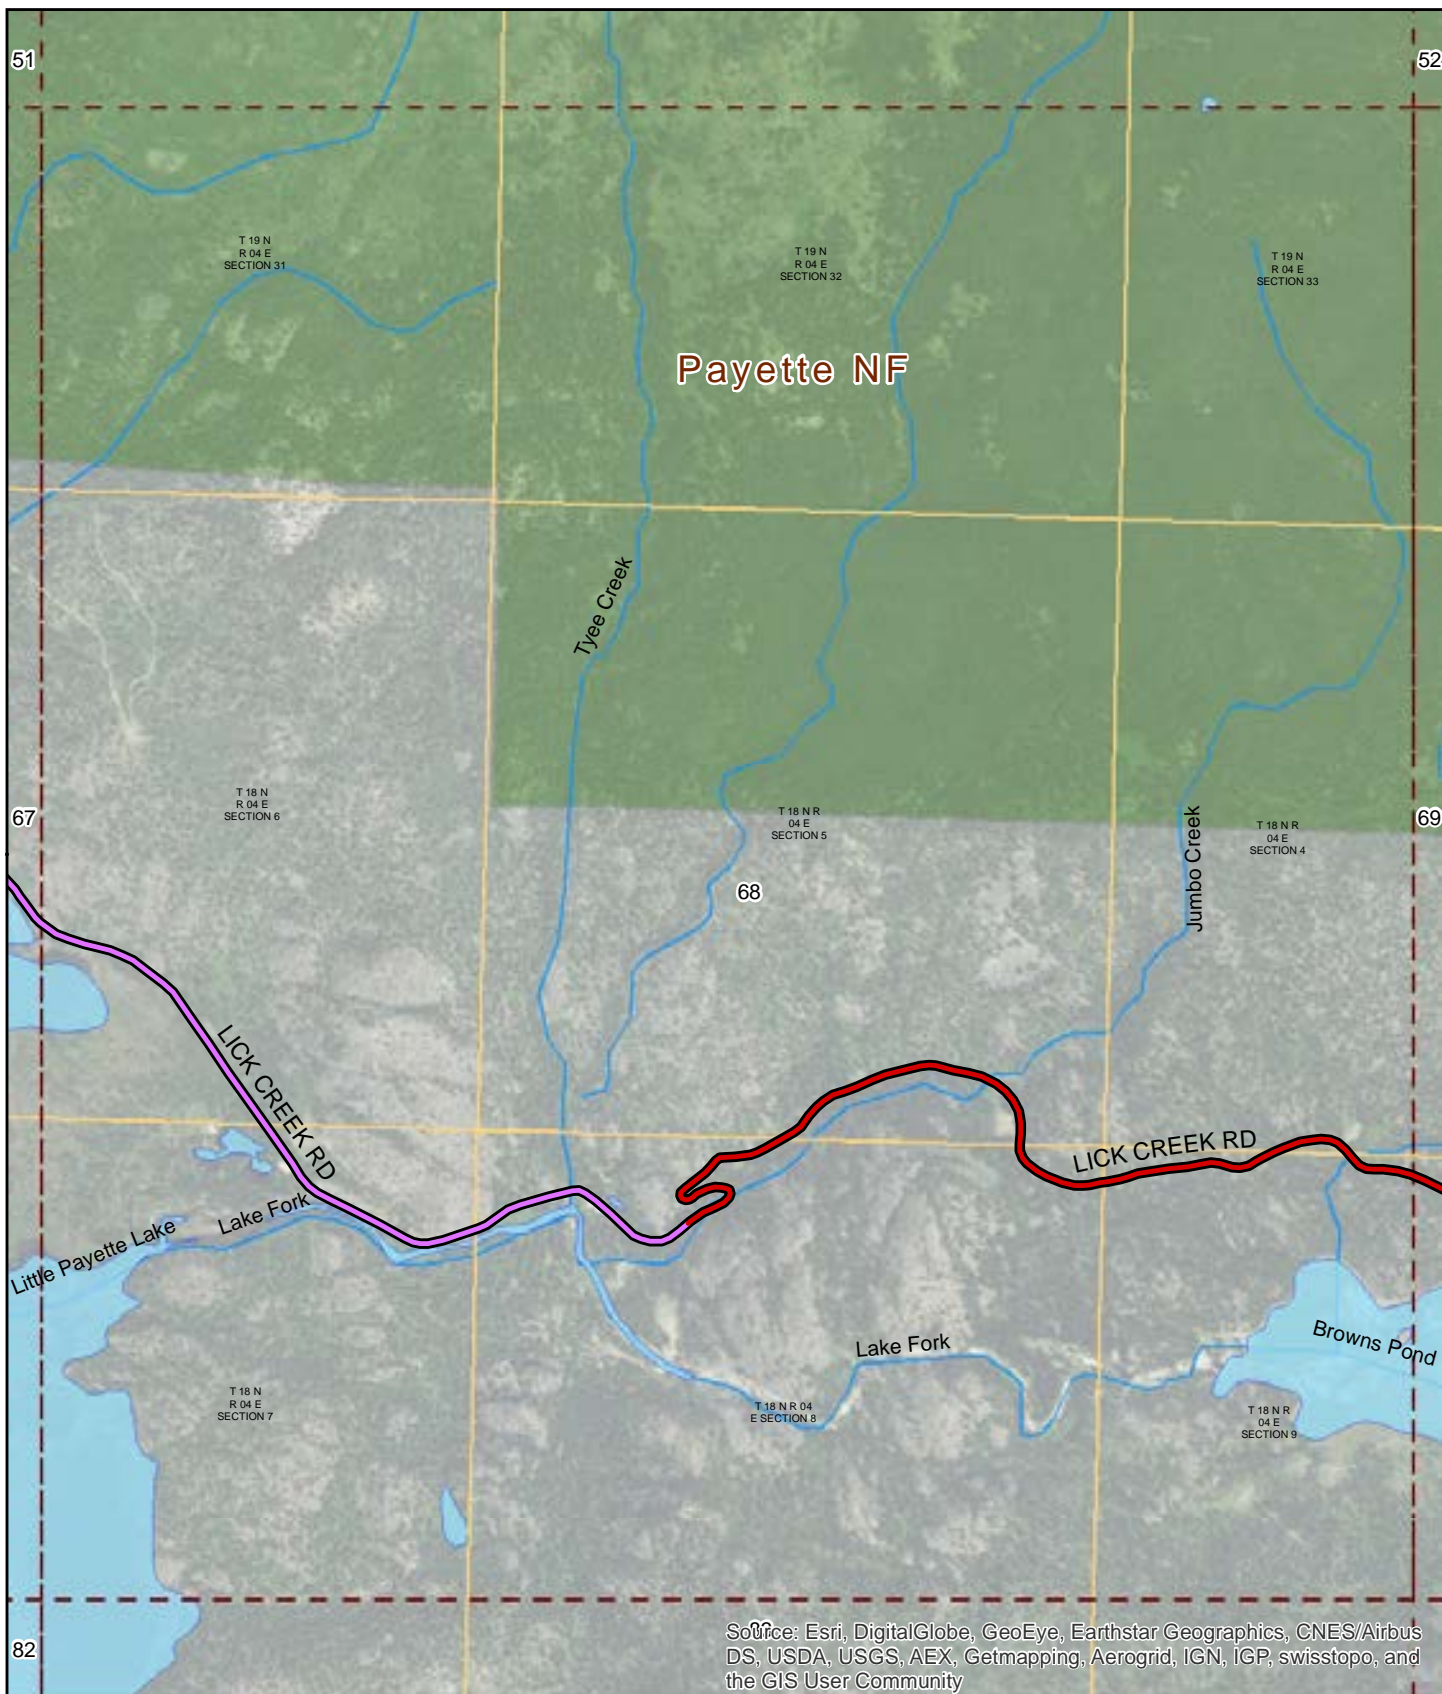 51
52
T 19 N
R 04 E
SECTION 31
T 19 N
R 04 E
SECTION 32
T 19 N
R 04 E
SECTION 33
Payette NF
Tyee Creek
T 18 N
R 04 E
SECTION 6
67
T 18 N R
04 E
SECTION 5
69
T 18 N R
04 E
SECTION 4
Jumbo Creek
68
LICK CREEK RD
LICK CREEK RD
Lake Fork
Little Payette Lake
Lake Fork
Browns Pond
T 18 N
R 04 E
SECTION 7
T 18 N R 04
E SECTION 8
T 18 N R
04 E
SECTION 9
82
Source: Esri, DigitalGlobe, GeoEye, Earthstar Geographics, CNES/Airbus
DS, USDA, USGS, AEX, Getmapping, Aerogrid, IGN, IGP, swisstopo, and
the GIS User Community